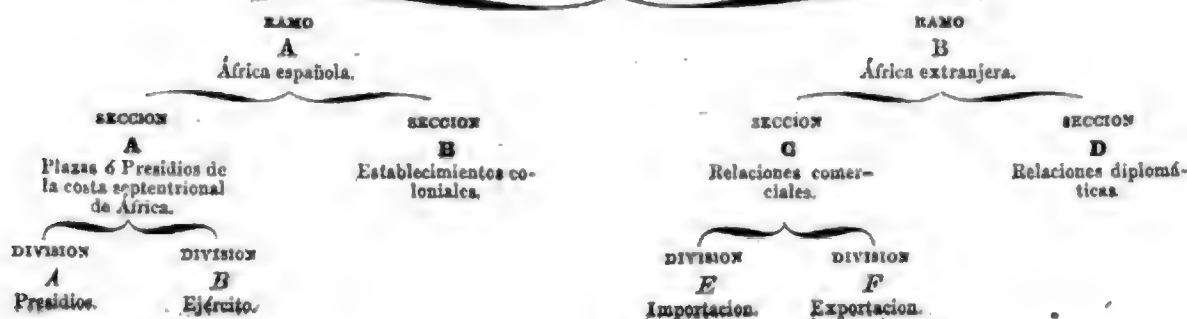 RAMO
A
África española.
RAMO
B
África extranjera.
SECCION
A
Plazas ó Presidios de
la costa septentrional
de África.
SECCION
B
Establecimientos co-
loniales.
SECCION
C
Relaciones comer-
ciales.
SECCION
D
Relaciones diplomá-
ticas
DIVISION
A
Presidios.
DIVISION
B
Ejército.
DIVISION
E
Importacion.
DIVISION
F
Exportacion.